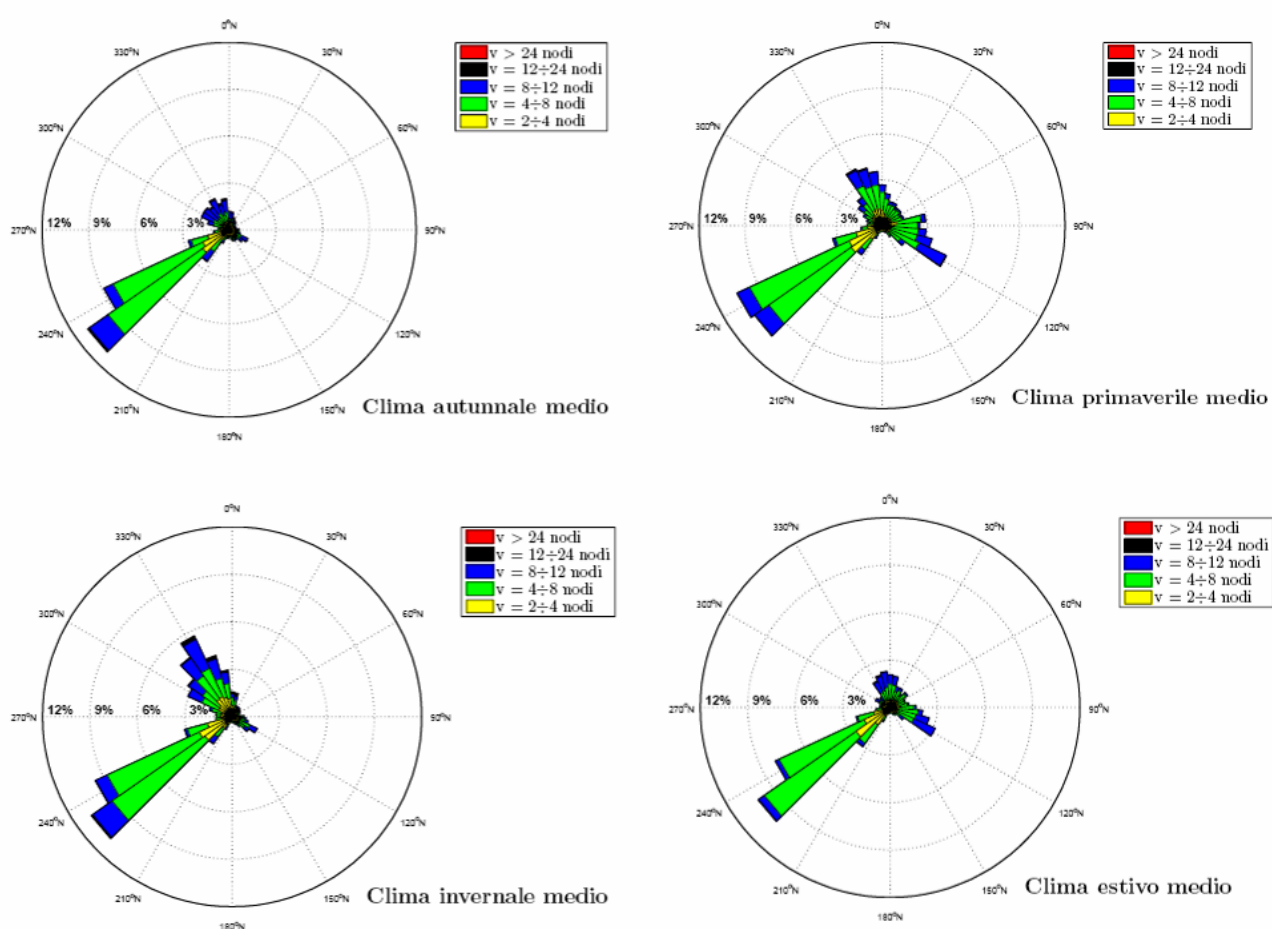 0°N
330°N
30°N
300°N
60°N
12%
9%
6%
3%
270°N
90°N
240°N
120°N
210°N
150°N
180°N
v > 24 nodi
v = 12÷24 nodi
v = 8÷12 nodi
v = 4÷8 nodi
v = 2÷4 nodi
Clima autunnale medio
0°N
330°N
30°N
300°N
60°N
12%
9%
6%
3%
270°N
90°N
240°N
120°N
210°N
150°N
180°N
v > 24 nodi
v = 12÷24 nodi
v = 8÷12 nodi
v = 4÷8 nodi
v = 2÷4 nodi
Clima primaverile medio
0°N
330°N
30°N
300°N
60°N
12%
9%
6%
3%
270°N
90°N
240°N
120°N
210°N
150°N
180°N
v > 24 nodi
v = 12÷24 nodi
v = 8÷12 nodi
v = 4÷8 nodi
v = 2÷4 nodi
Clima invernale medio
0°N
330°N
30°N
300°N
60°N
12%
9%
6%
3%
270°N
90°N
240°N
120°N
210°N
150°N
180°N
v > 24 nodi
v = 12÷24 nodi
v = 8÷12 nodi
v = 4÷8 nodi
v = 2÷4 nodi
Clima estivo medio